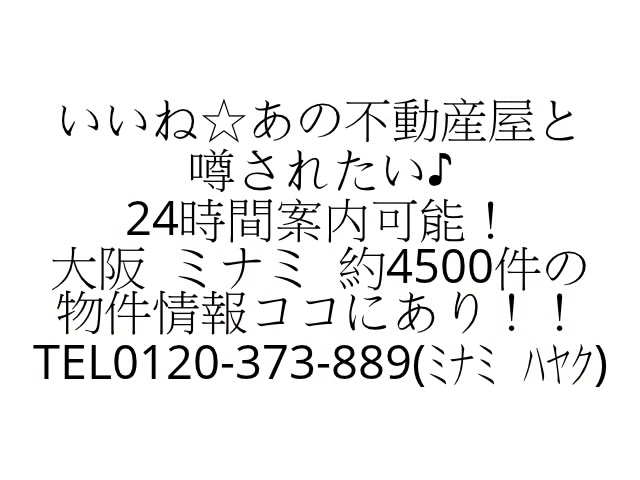 いいね☆あの不動産屋と
噂されたい♪
24時間案内可能！
大阪 ミナミ 約4500件の
物件情報ココにあり！！
TEL0120-373-889(ﾐﾅﾐ ﾊﾔｸ)